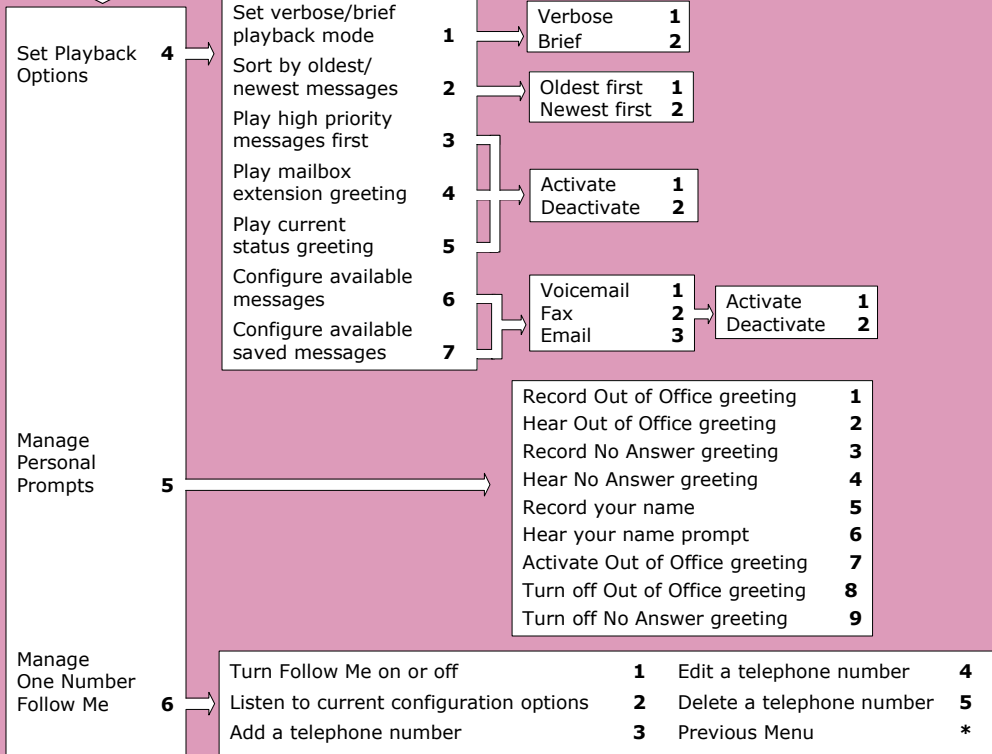 Set Playback 4
Options
Set verbose/brief
playback mode 1
Sort by oldest/
newest messages 2
Play high priority
messages first 3
Play mailbox
extension greeting 4
Play current
status greeting 5
Configure available
messages 6
Configure available
saved messages 7
Verbose 1
Brief 2
Oldest first 1
Newest first 2
Activate 1
Deactivate 2
Voicemail 1
Fax 2
Email 3
Activate 1
Deactivate 2
Manage
Personal
Prompts 5
Record Out of Office greeting 1
Hear Out of Office greeting 2
Record No Answer greeting 3
Hear No Answer greeting 4
Record your name 5
Hear your name prompt 6
Activate Out of Office greeting 7
Turn off Out of Office greeting 8
Turn off No Answer greeting 9
Manage
One Number
Follow Me 6
Turn Follow Me on or off 1
Listen to current configuration options 2
Add a telephone number 3
Edit a telephone number 4
Delete a telephone number 5
Previous Menu *